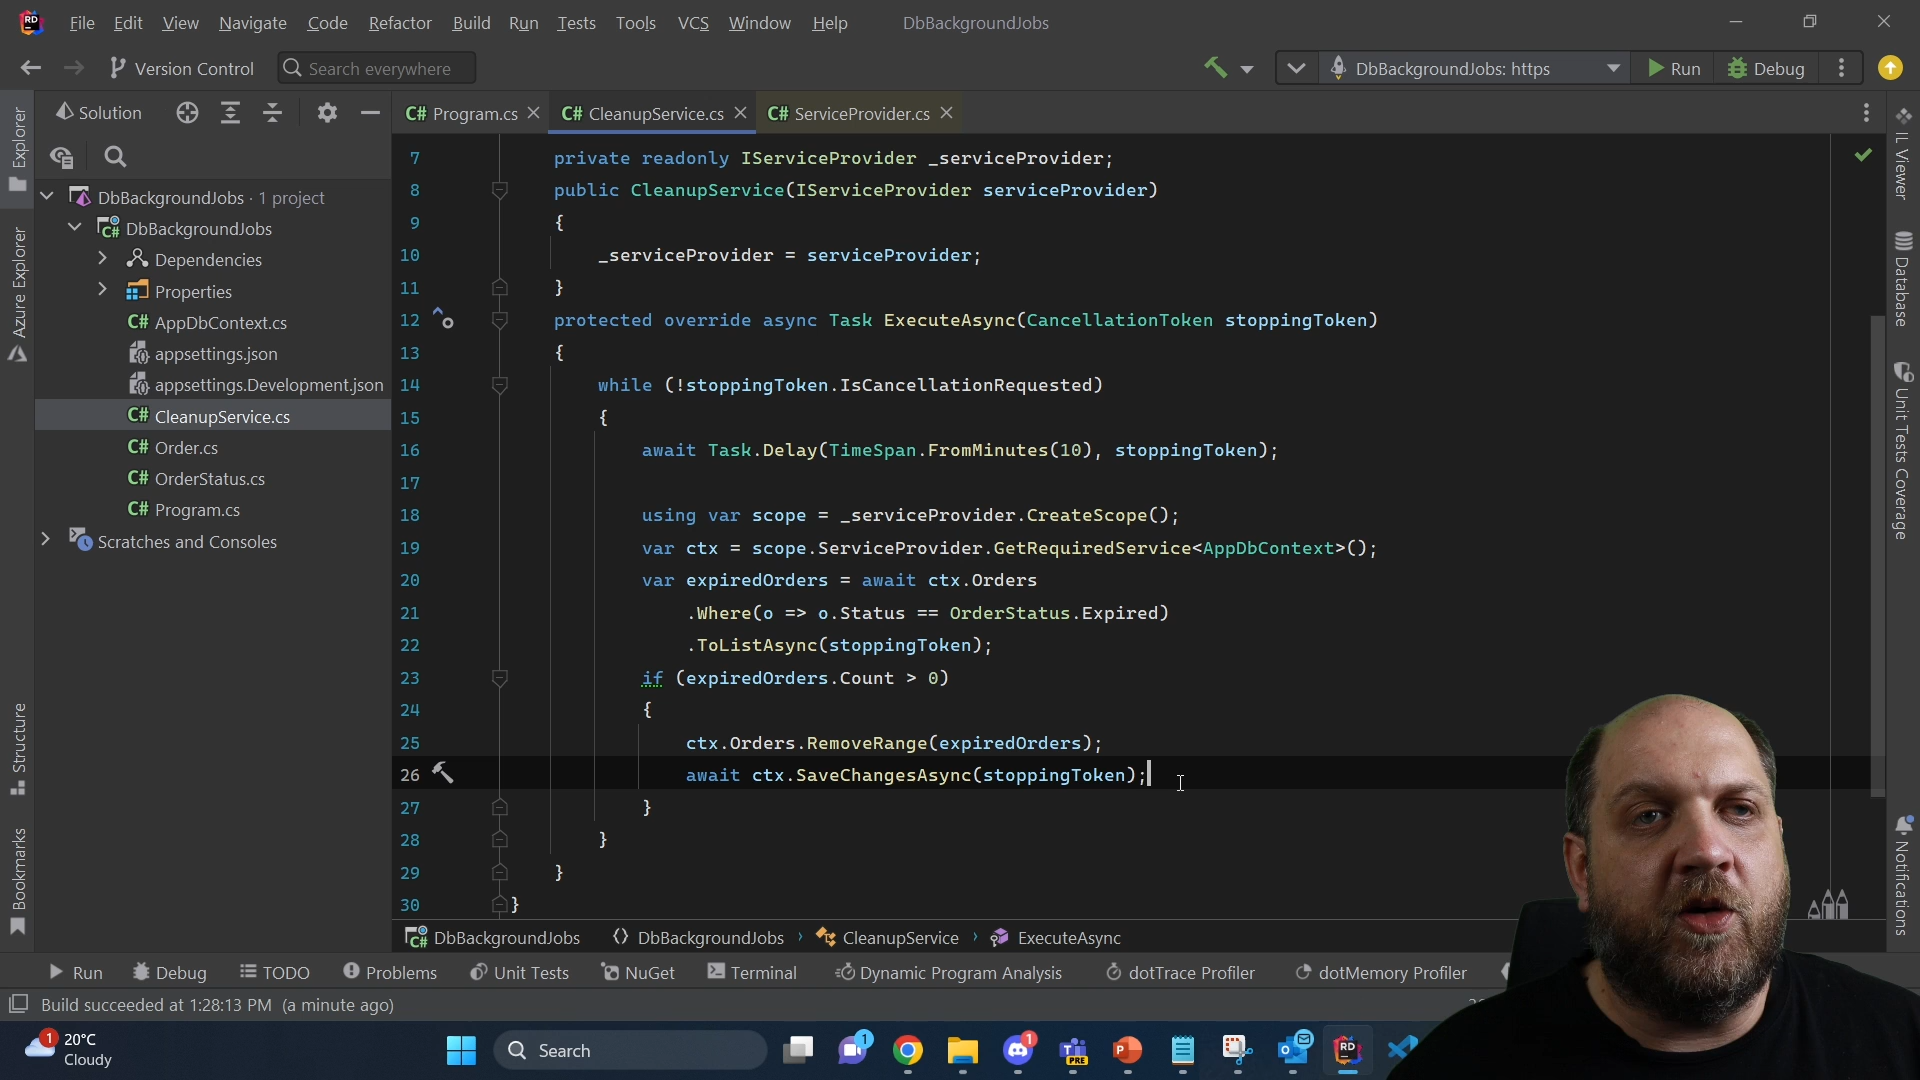 File Edit View Navigate Code Refactor Build Run Tests Tools VCS Window Help DbBackgroundJobs
Version Control Search everywhere DbBackgroundJobs: https Run Debug
Solution
Program.cs CleanupService.cs ServiceProvider.cs
Explorer
Azure Explorer
Structure
Bookmarks
DbBackgroundJobs · 1 project
DbBackgroundJobs
Dependencies
Properties
AppDbContext.cs
appsettings.json
appsettings.Development.json
CleanupService.cs
Order.cs
OrderStatus.cs
Program.cs
Scratches and Consoles
7 private readonly IServiceProvider _serviceProvider;
8 public CleanupService(IServiceProvider serviceProvider)
9 {
10 _serviceProvider = serviceProvider;
11 }
12 protected override async Task ExecuteAsync(CancellationToken stoppingToken)
13 {
14 while (!stoppingToken.IsCancellationRequested)
15 {
16 await Task.Delay(TimeSpan.FromMinutes(10), stoppingToken);
17
18 using var scope = _serviceProvider.CreateScope();
19 var ctx = scope.ServiceProvider.GetRequiredService<AppDbContext>();
20 var expiredOrders = await ctx.Orders
21 .Where(o => o.Status == OrderStatus.Expired)
22 .ToListAsync(stoppingToken);
23 if (expiredOrders.Count > 0)
24 {
25 ctx.Orders.RemoveRange(expiredOrders);
26 await ctx.SaveChangesAsync(stoppingToken);
27 }
28 }
29 }
30 }
IL Viewer
Database
Unit Tests Coverage
Notifications
DbBackgroundJobs DbBackgroundJobs CleanupService ExecuteAsync
Run Debug TODO Problems Unit Tests NuGet Terminal Dynamic Program Analysis dotTrace Profiler dotMemory Profiler
Build succeeded at 1:28:13 PM (a minute ago)
1 20°C
Cloudy
Search